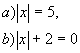 a)|x| = 5,
b)|x| + 2 = 0